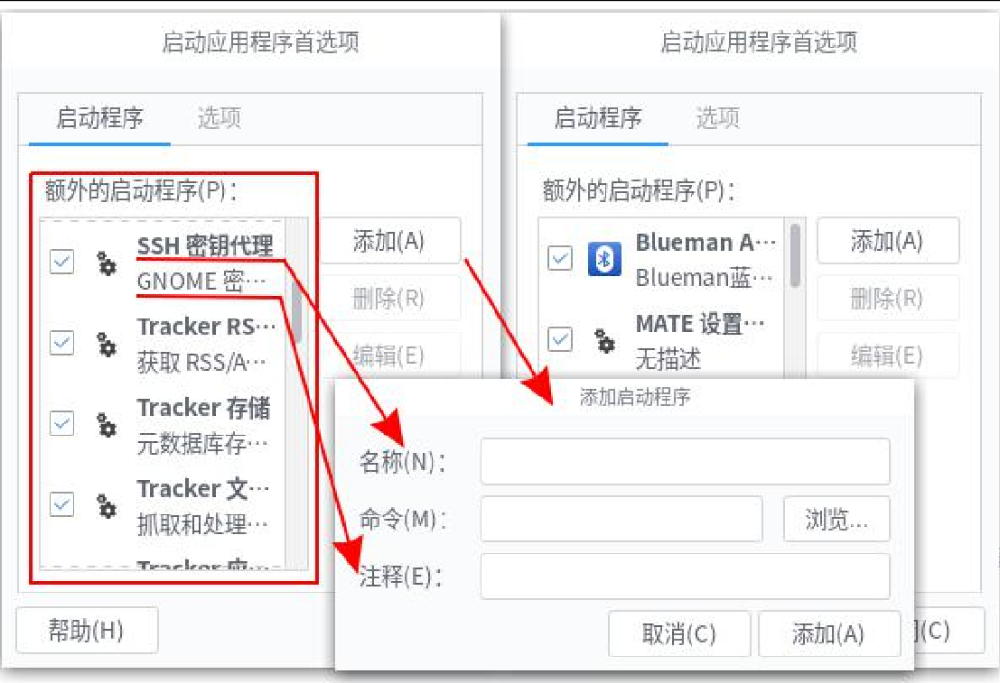 启动应用程序首选项
启动程序 选项
额外的启动程序(P):
SSH 密钥代理
GNOME 密…
Tracker RS…
获取 RSS/A…
Tracker 存储
元数据库存…
Tracker 文…
抓取和处理…
添加(A)
删除(R)
编辑(E)
帮助(H)
启动应用程序首选项
启动程序 选项
额外的启动程序(P):
Blueman A…
Blueman蓝…
MATE 设置…
无描述
添加(A)
删除(R)
编辑(E)
添加启动程序
名称(N):
命令(M): 浏览...
注释(E):
取消(C) 添加(A)
(C)